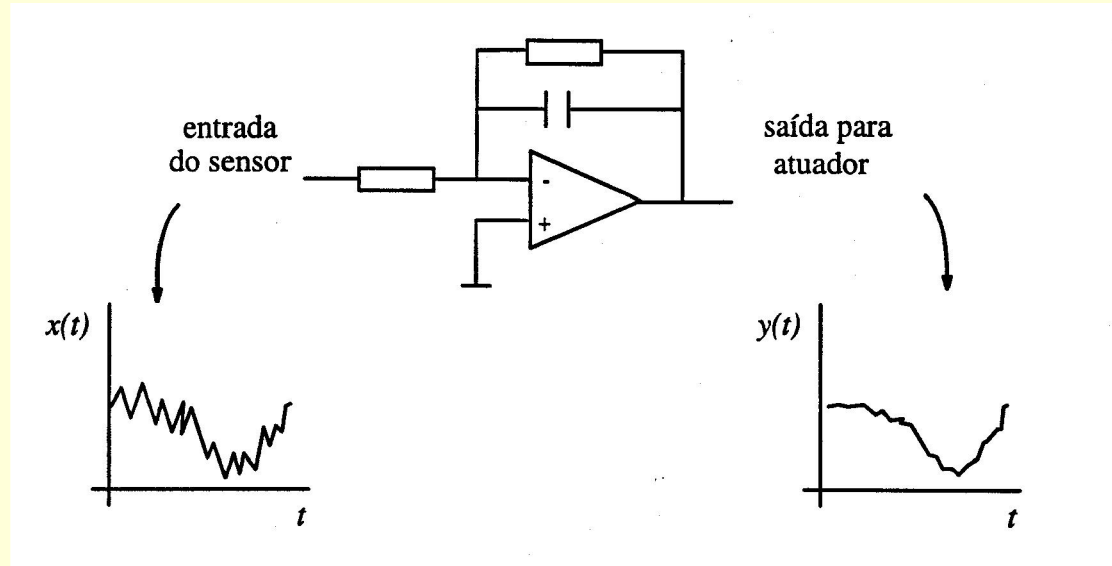 entrada
do sensor
-
+
saída para
atuador
x(t)
t
y(t)
t